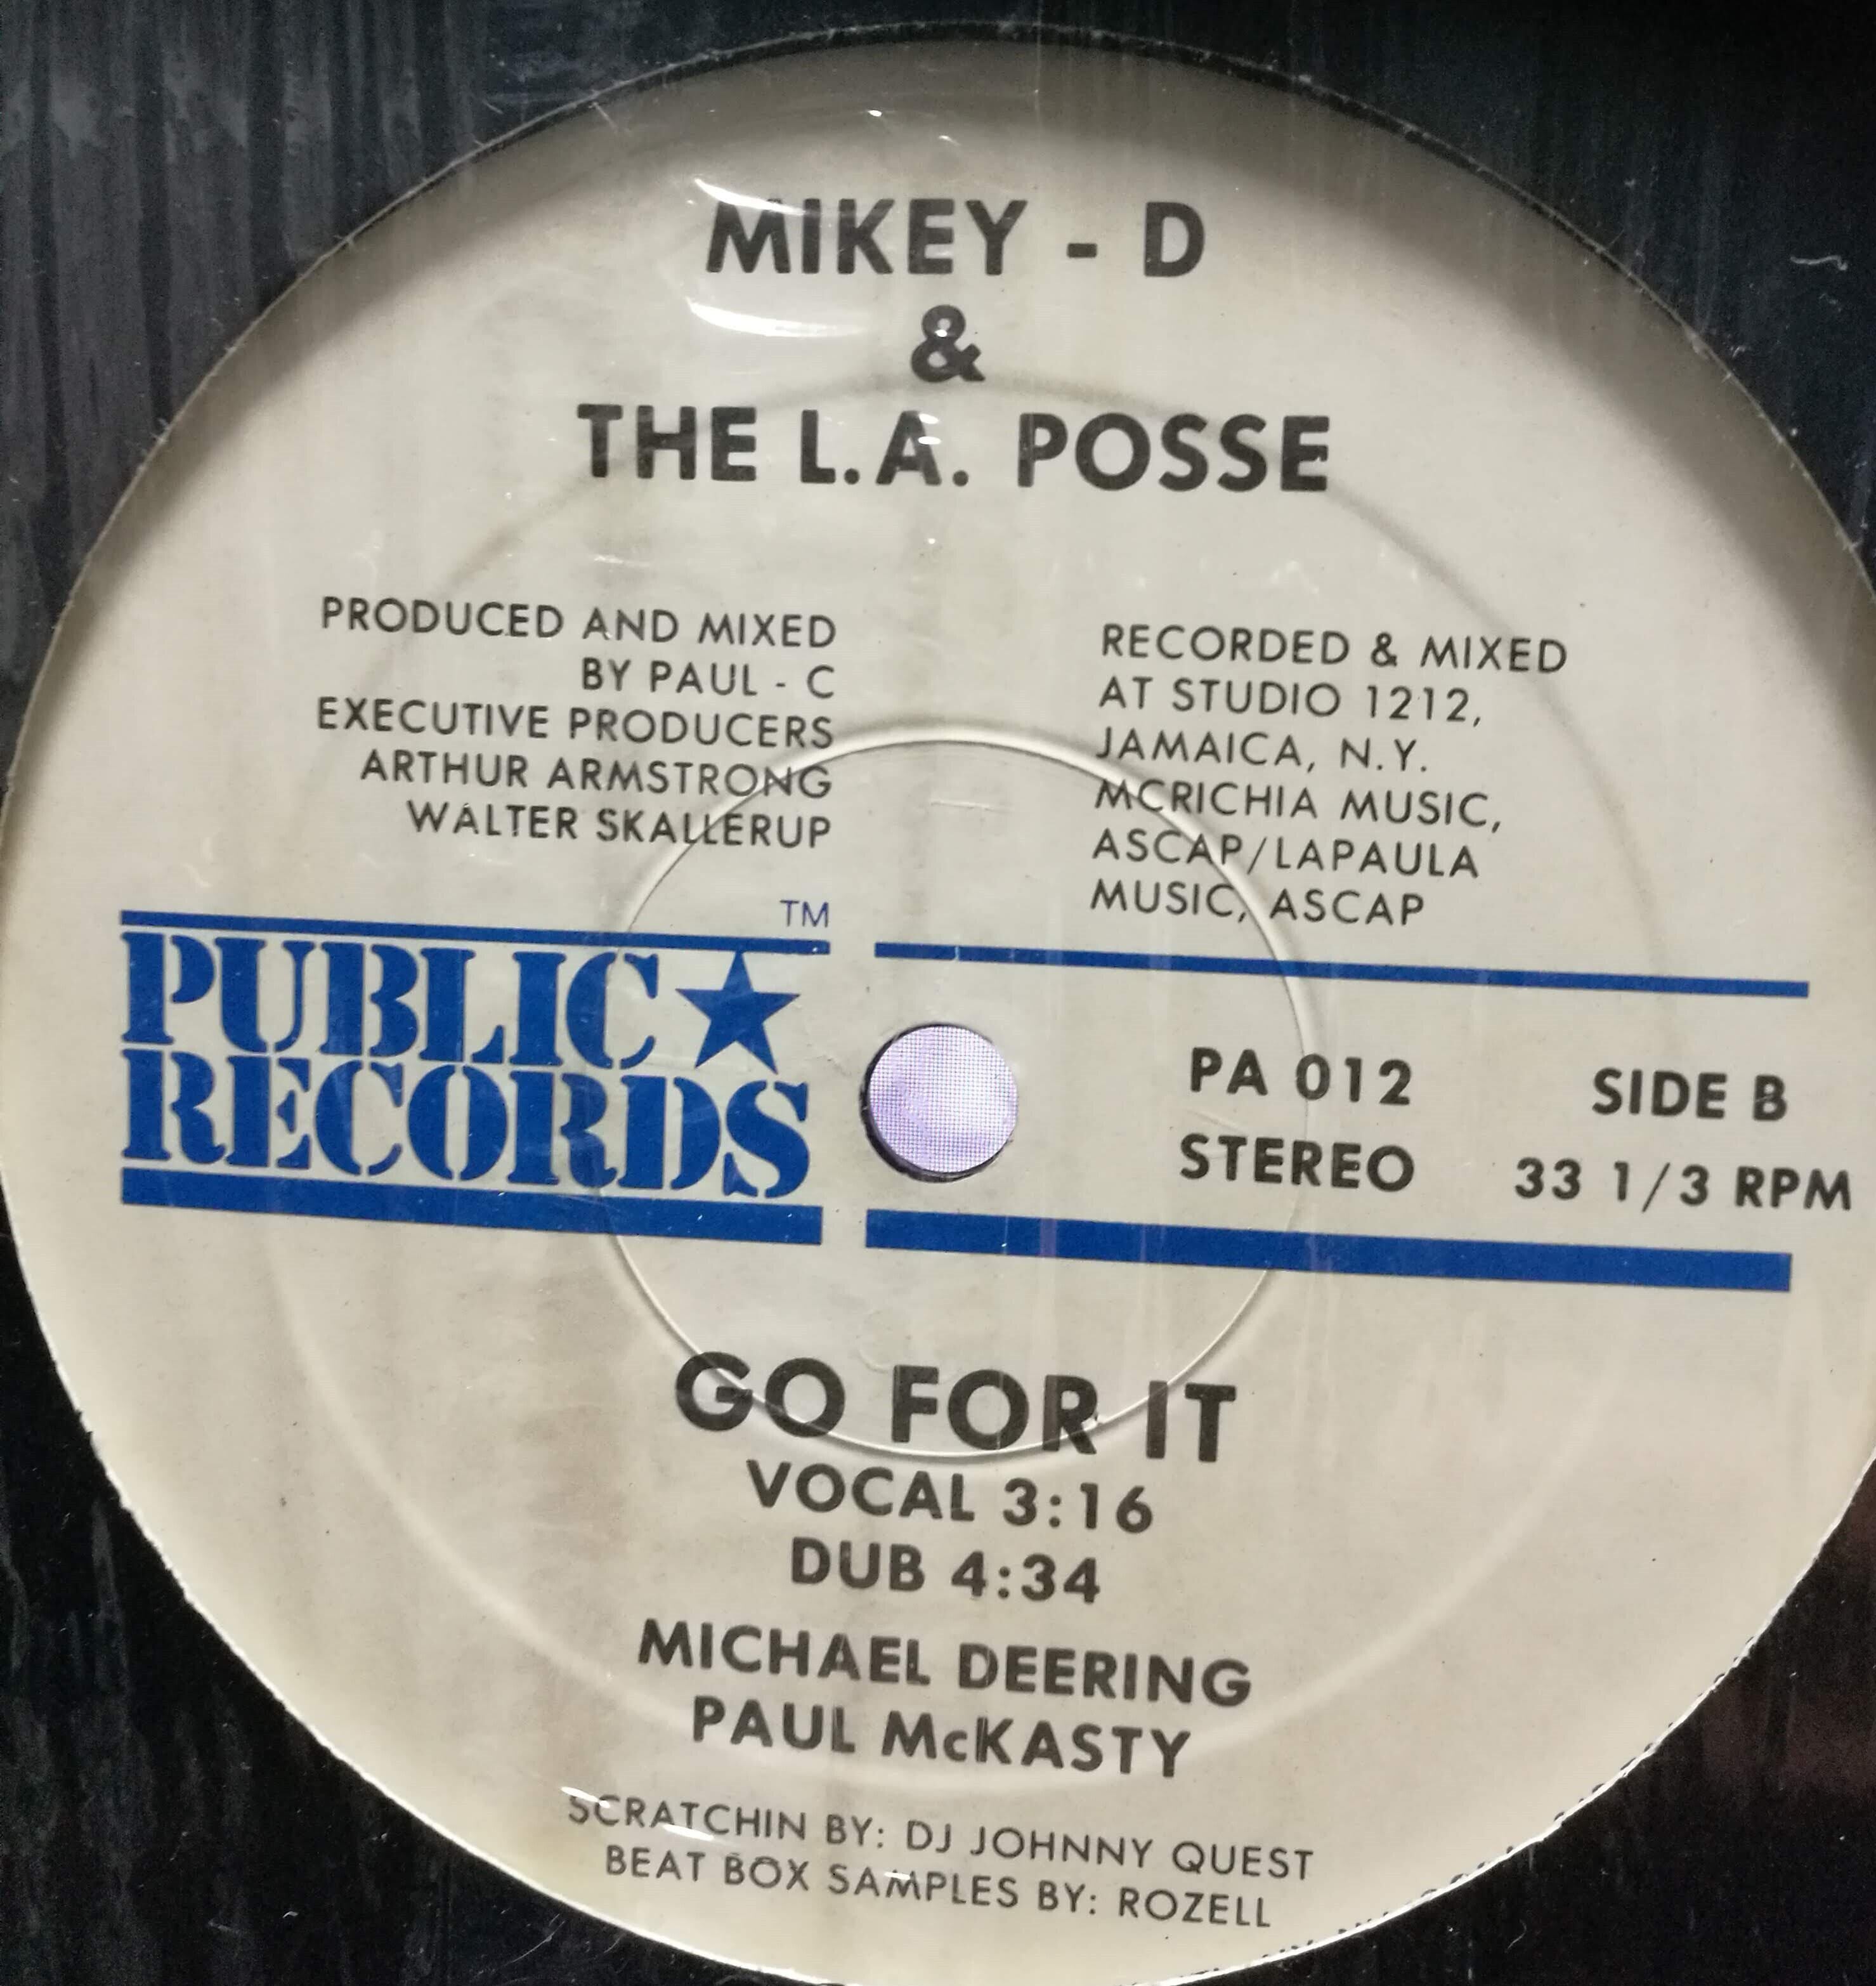 MIKEY - D
&
THE L.A. POSSE
PRODUCED AND MIXED
BY PAUL - C
EXECUTIVE PRODUCERS
ARTHUR ARMSTRONG
WALTER SKALLERUP
RECORDED & MIXED
AT STUDIO 1212,
JAMAICA, N.Y.
MCRICHIA MUSIC,
ASCAP/LAPAULA
MUSIC, ASCAP
TM
PUBLIC★
RECORDS
PA 012
STEREO
SIDE B
33 1/3 RPM
GO FOR IT
VOCAL 3:16
DUB 4:34
MICHAEL DEERING
PAUL McKASTY
SCRATCHIN BY: DJ JOHNNY QUEST
BEAT BOX SAMPLES BY: ROZELL